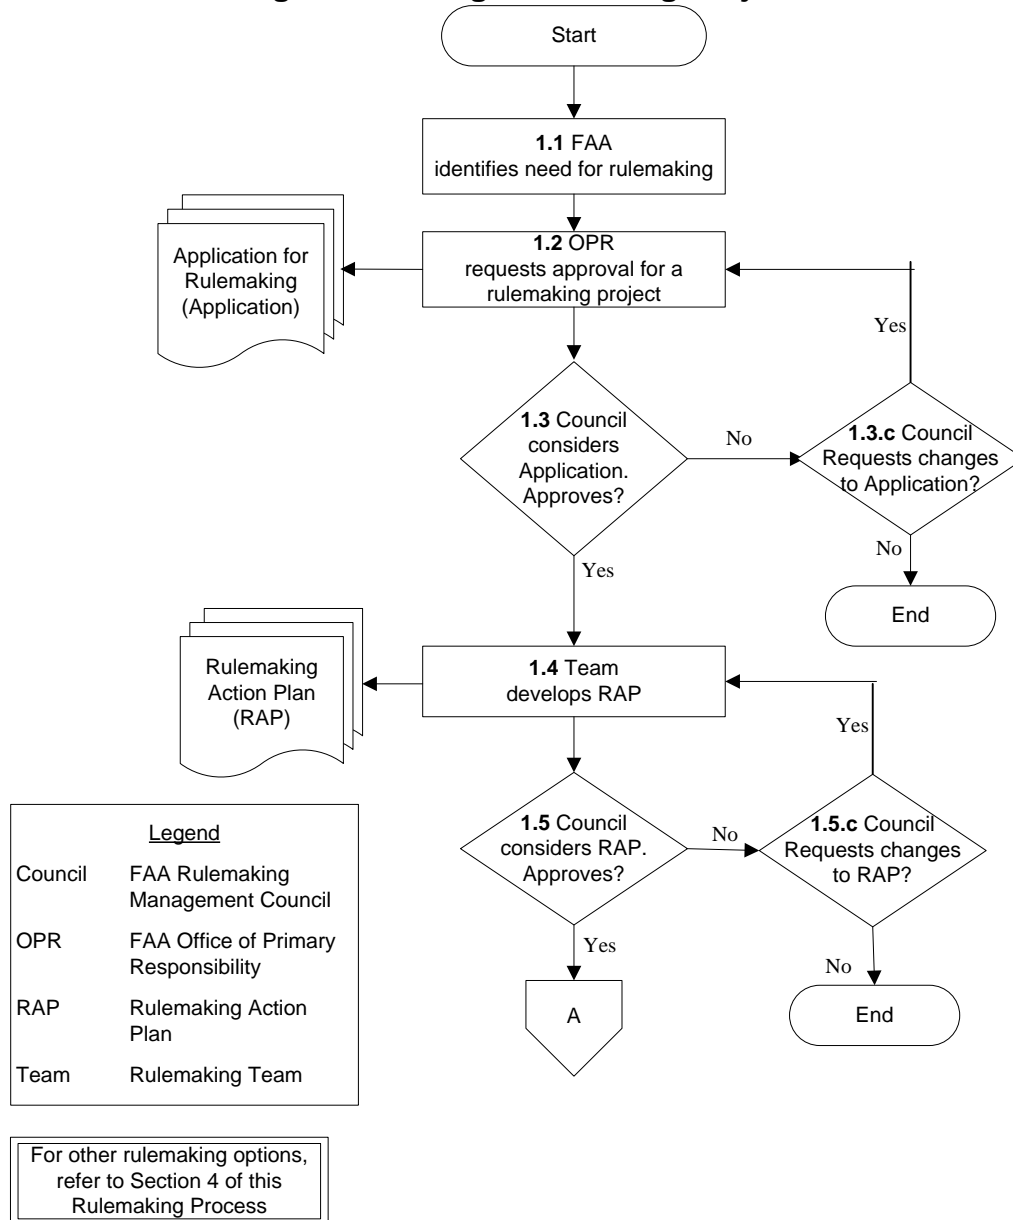 Start
1.1 FAA
identifies need for rulemaking
1.2 OPR
requests approval for a
rulemaking project
Application for
Rulemaking
(Application)
Yes
1.3 Council
considers
Application.
Approves?
No
1.3.c Council
Requests changes
to Application?
No
Yes
End
1.4 Team
develops RAP
Rulemaking
Action Plan
(RAP)
Yes
1.5 Council
considers RAP.
Approves?
No
1.5.c Council
Requests changes
to RAP?
Yes
No
A
End
Legend
Council FAA Rulemaking
Management Council
OPR FAA Office of Primary
Responsibility
RAP Rulemaking Action
Plan
Team Rulemaking Team
For other rulemaking options,
refer to Section 4 of this
Rulemaking Process